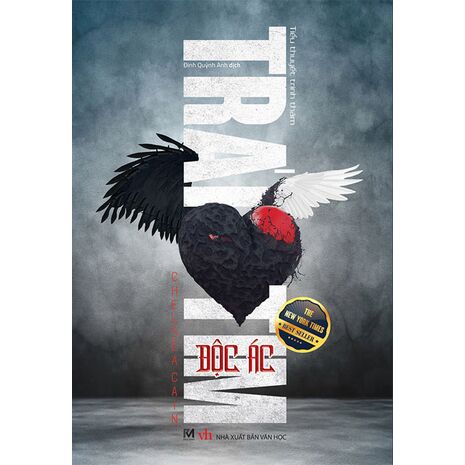 Tiểu thuyết trinh thám
Đinh Quỳnh Anh dịch
TRÁI TIM
ĐỘC ÁC
CHELSEA CAIN
THE
NEW YORK TIMES
BEST SELLER
vh NHÀ XUẤT BẢN VĂN HỌC